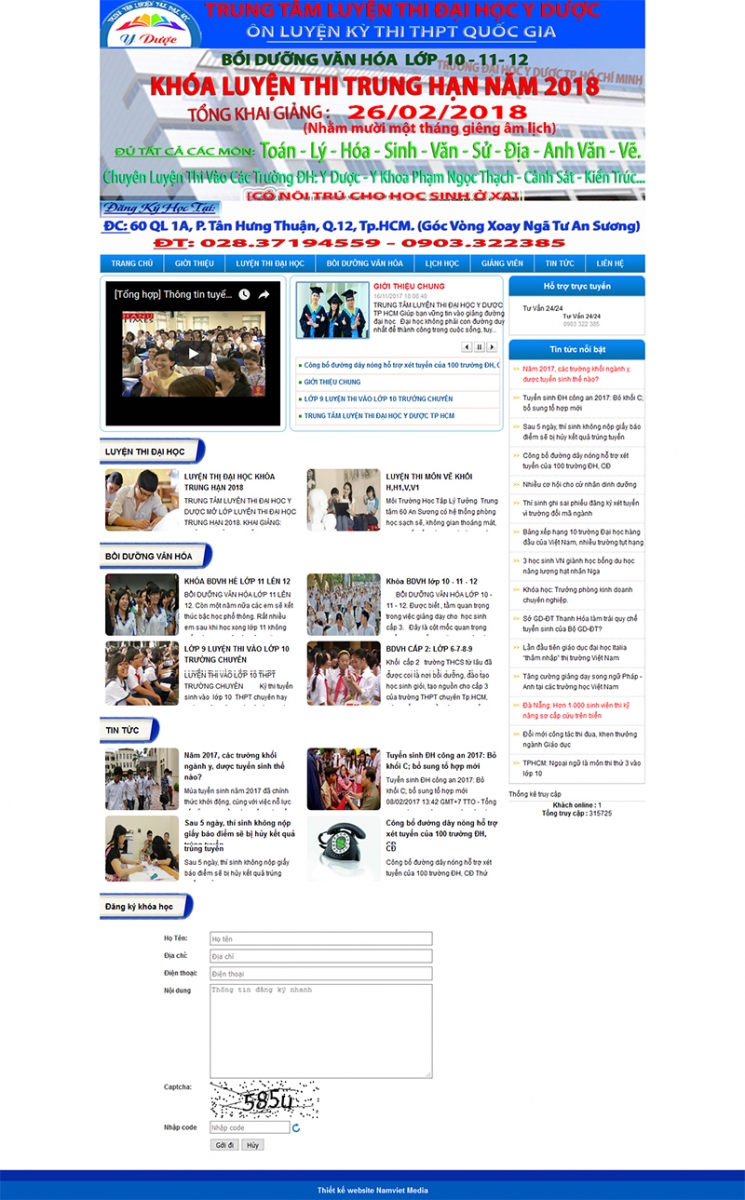 TRUNG TÂM LUYỆN THI ĐẠI HỌC Y DƯỢC
Y Dược
ÔN LUYỆN KỲ THI THPT QUỐC GIA
BỒI DƯỠNG VĂN HÓA LỚP 10 - 11- 12
TRƯỜNG ĐẠI HỌC Y DƯỢC TP HỒ CHÍ MINH
KHÓA LUYỆN THI TRUNG HẠN NĂM 2018
TỔNG KHAI GIẢNG : 26/02/2018
(Nhằm mười một tháng giêng âm lịch)
ĐỦ TẤT CẢ CÁC MÔN: Toán - Lý - Hóa - Sinh - Văn - Sử - Địa - Anh Văn - Vẽ.
Chuyên Luyện Thi Vào Các Trường ĐH: Y Dược - Y Khoa Phạm Ngọc Thạch - Cảnh Sát - Kiến Trúc...
[CÓ NỘI TRÚ CHO HỌC SINH Ở XA]
Đăng Ký Học Tại:
ĐC: 60 QL 1A, P. Tân Hưng Thuận, Q.12, Tp.HCM. (Góc Vòng Xoay Ngã Tư An Sương)
ĐT: 028.37194559 - 0903.322385
TRANG CHỦ GIỚI THIỆU LUYỆN THI ĐẠI HỌC BỒI DƯỠNG VĂN HÓA LỊCH HỌC GIẢNG VIÊN TIN TỨC LIÊN HỆ
[Tổng hợp] Thông tin tuyể...
HANU
TIMES
GIỚI THIỆU CHUNG
16/11/2017 10:00:40
TRUNG TÂM LUYỆN THI ĐẠI HỌC Y DƯỢC
TP HCM Giúp bạn vững tin vào giảng đường
đại học Đại học không phải con đường duy
nhất để thành công trong cuộc sống, tuy...
Công bố đường dây nóng hỗ trợ xét tuyển của 100 trường ĐH, C
GIỚI THIỆU CHUNG
LỚP 9 LUYỆN THI VÀO LỚP 10 TRƯỜNG CHUYÊN
TRUNG TÂM LUYỆN THI ĐẠI HỌC Y DƯỢC TP HCM
Hỗ trợ trực tuyến
Tư Vấn 24/24
Tư Vấn 24/24
0903 322 385
Tin tức nổi bật
Năm 2017, các trường khối ngành y,
dược tuyển sinh thế nào?
Tuyển sinh ĐH công an 2017: Bỏ khối C;
bổ sung tổ hợp mới
Sau 5 ngày, thí sinh không nộp giấy báo
điểm sẽ bị hủy kết quả trúng tuyển
Công bố đường dây nóng hỗ trợ xét
tuyển của 100 trường ĐH, CĐ
Nhiều cơ hội cho cử nhân dinh dưỡng
Thí sinh ghi sai phiếu đăng ký xét tuyển
vì trường đổi mã ngành
Bảng xếp hạng 10 trường Đại học hàng
đầu của Việt Nam, nhiều trường tụt hạng
3 học sinh VN giành học bổng du học
năng lượng hạt nhân Nga
Khóa học: Trưởng phòng kinh doanh
chuyên nghiệp.
Sở GD-ĐT Thanh Hóa làm trái quy chế
tuyển sinh của Bộ GD-ĐT?
Lần đầu tiên giáo dục đại học Italia
“thâm nhập” thị trường Việt Nam
Tăng cường giảng dạy song ngữ Pháp -
Anh tại các trường học Việt Nam
Đà Nẵng: Hơn 1.000 sinh viên thi kỹ
năng sơ cấp cứu trên biển
Đổi mới công tác thi đua, khen thưởng
ngành Giáo dục
TPHCM: Ngoại ngữ là môn thi thứ 3 vào
lớp 10
Thống kê truy cập
Khách online : 1
Tổng truy cập : 315725
LUYỆN THI ĐẠI HỌC
LUYỆN THI ĐẠI HỌC KHÓA
TRUNG HẠN 2018
TRUNG TÂM LUYỆN THI ĐẠI HỌC Y
DƯỢC MỞ LỚP LUYỆN THI ĐẠI HỌC
TRUNG HẠN 2018. KHAI GIẢNG:
LUYỆN THI MÔN VẼ KHỐI
H,H1,V,V1
Môi Trường Học Tập Lý Tưởng Trung
tâm 60 An Sương có hệ thống phòng
học sạch sẽ, không gian thoáng mát,
BỒI DƯỠNG VĂN HÓA
KHÓA BDVH HÈ LỚP 11 LÊN 12
BỒI DƯỠNG VĂN HÓA LỚP 11 LÊN
12. Còn một năm nữa các em sẽ kết
thúc bậc học phổ thông. Rất nhiều
em sau khi học xong lớp 11 không
Khóa BDVH lớp 10 - 11 - 12
BỒI DƯỠNG VĂN HÓA LỚP 10 -
11 - 12. Được biết , tầm quan trọng
trong việc giảng dạy cho học sinh
cấp 3. Đây là cột mốc quan trọng
LỚP 9 LUYỆN THI VÀO LỚP 10
TRƯỜNG CHUYÊN
LUYỆN THI VÀO LỚP 10 THPT
TRƯỜNG CHUYÊN Kỳ thi tuyển
sinh vào lớp 10 THPT chuyên hay
BDVH CẤP 2: LỚP 6-7-8-9
Khối cấp 2 trường THCS từ lâu đã
được coi là nơi bồi dưỡng, đào tạo
học sinh giỏi, tạo nguồn cho cấp 3
của trường THPT chuyên Tp.HCM,
TIN TỨC
Năm 2017, các trường khối
ngành y, dược tuyển sinh thế
nào?
Mùa tuyển sinh năm 2017 đã chính
thức khởi động, cùng với việc nỗ lực
Tuyển sinh ĐH công an 2017: Bỏ
khối C; bổ sung tổ hợp mới
Tuyển sinh ĐH công an 2017: Bỏ
khối C; bổ sung tổ hợp mới
08/02/2017 13:42 GMT+7 TTO - Tổng
Sau 5 ngày, thí sinh không nộp
giấy báo điểm sẽ bị hủy kết quả
trúng tuyển
Sau 5 ngày, thí sinh không nộp giấy
báo điểm sẽ bị hủy kết quả trúng
Công bố đường dây nóng hỗ trợ
xét tuyển của 100 trường ĐH,
CĐ
Công bố đường dây nóng hỗ trợ xét
tuyển của 100 trường ĐH, CĐ Thứ
Đăng ký khóa học
Họ Tên: Họ tên
Địa chỉ: Địa chỉ
Điện thoại: Điện thoại
Nội dung Thông tin đăng ký nhanh
Captcha: 585u
Nhập code Nhập code
Gởi đi Hủy
Thiết kế website Namviet Media